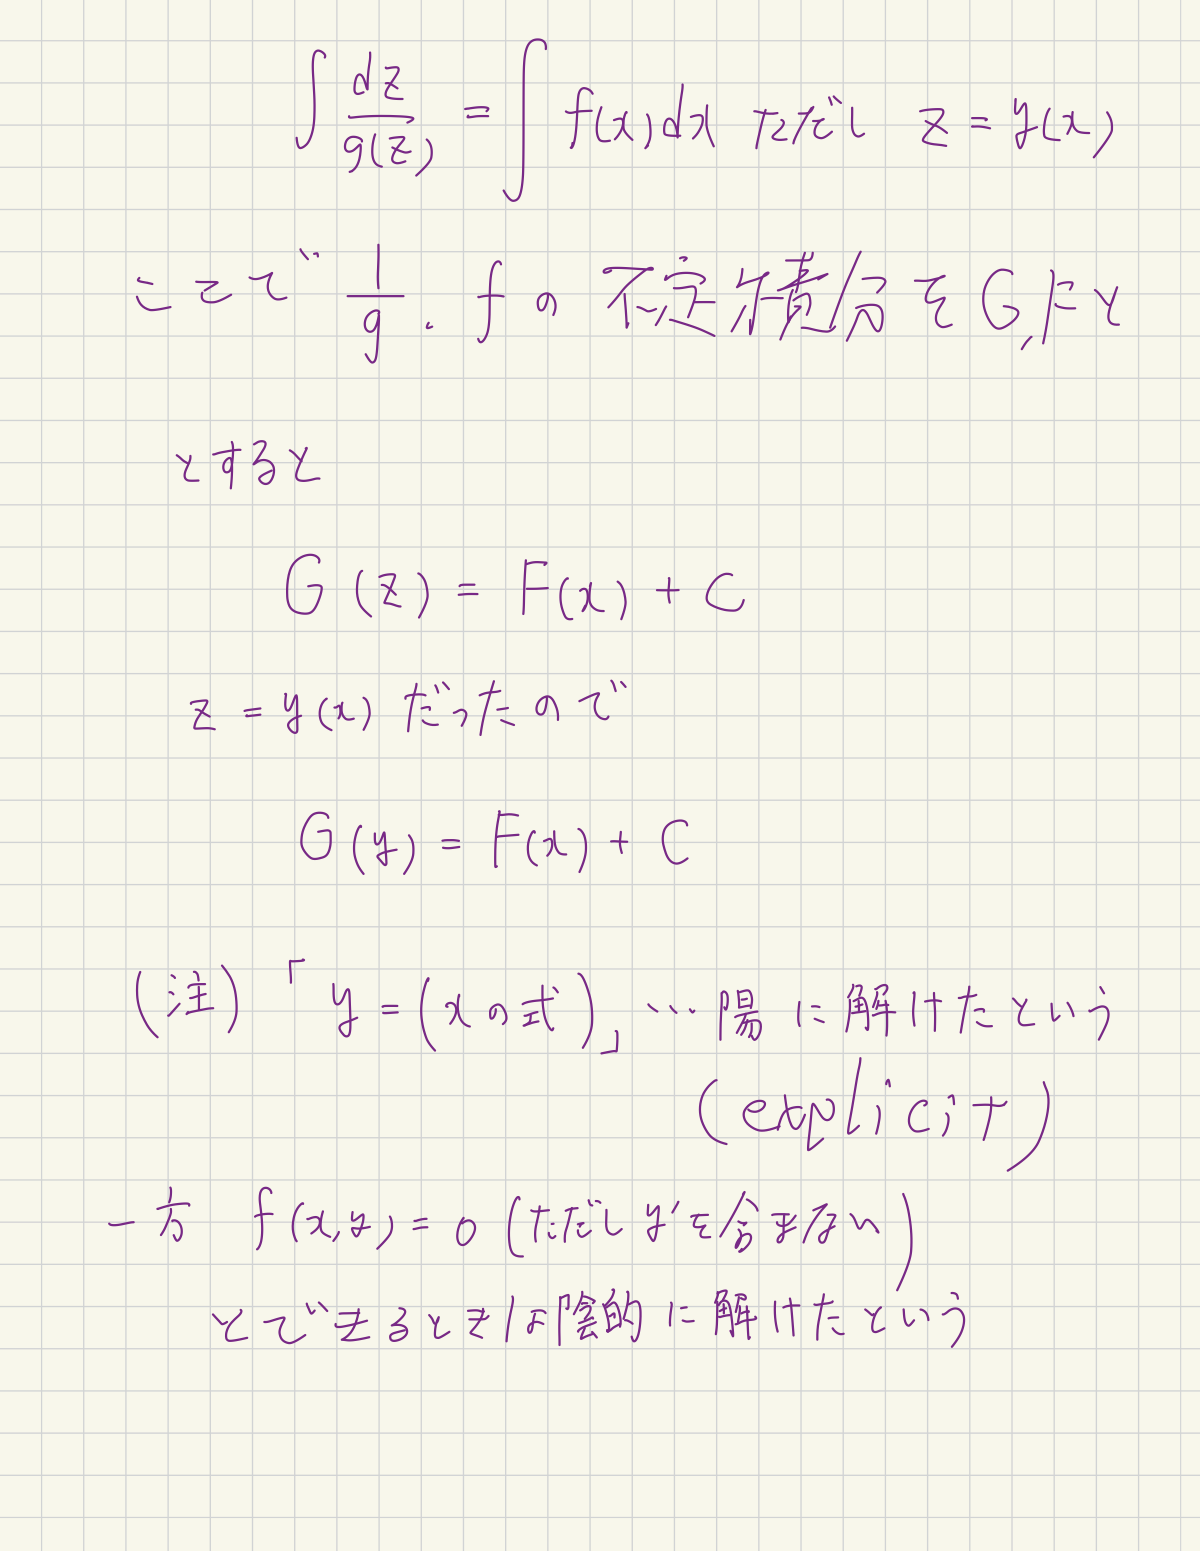 ∫ dz/g(z) = ∫ f(x)dx ただし z = y(x)
ここで 1/g . f の 不定積分を G,
とすると
G(z) = F(x) + C
z = y(x) だったので
G(y) = F(x) + C
(注)「y = (xの式)」… 陽に解けたという
(explicit)
一方 f(x,y) = 0 (ただし y'を含まない)
とできるときは陰的に解けたという